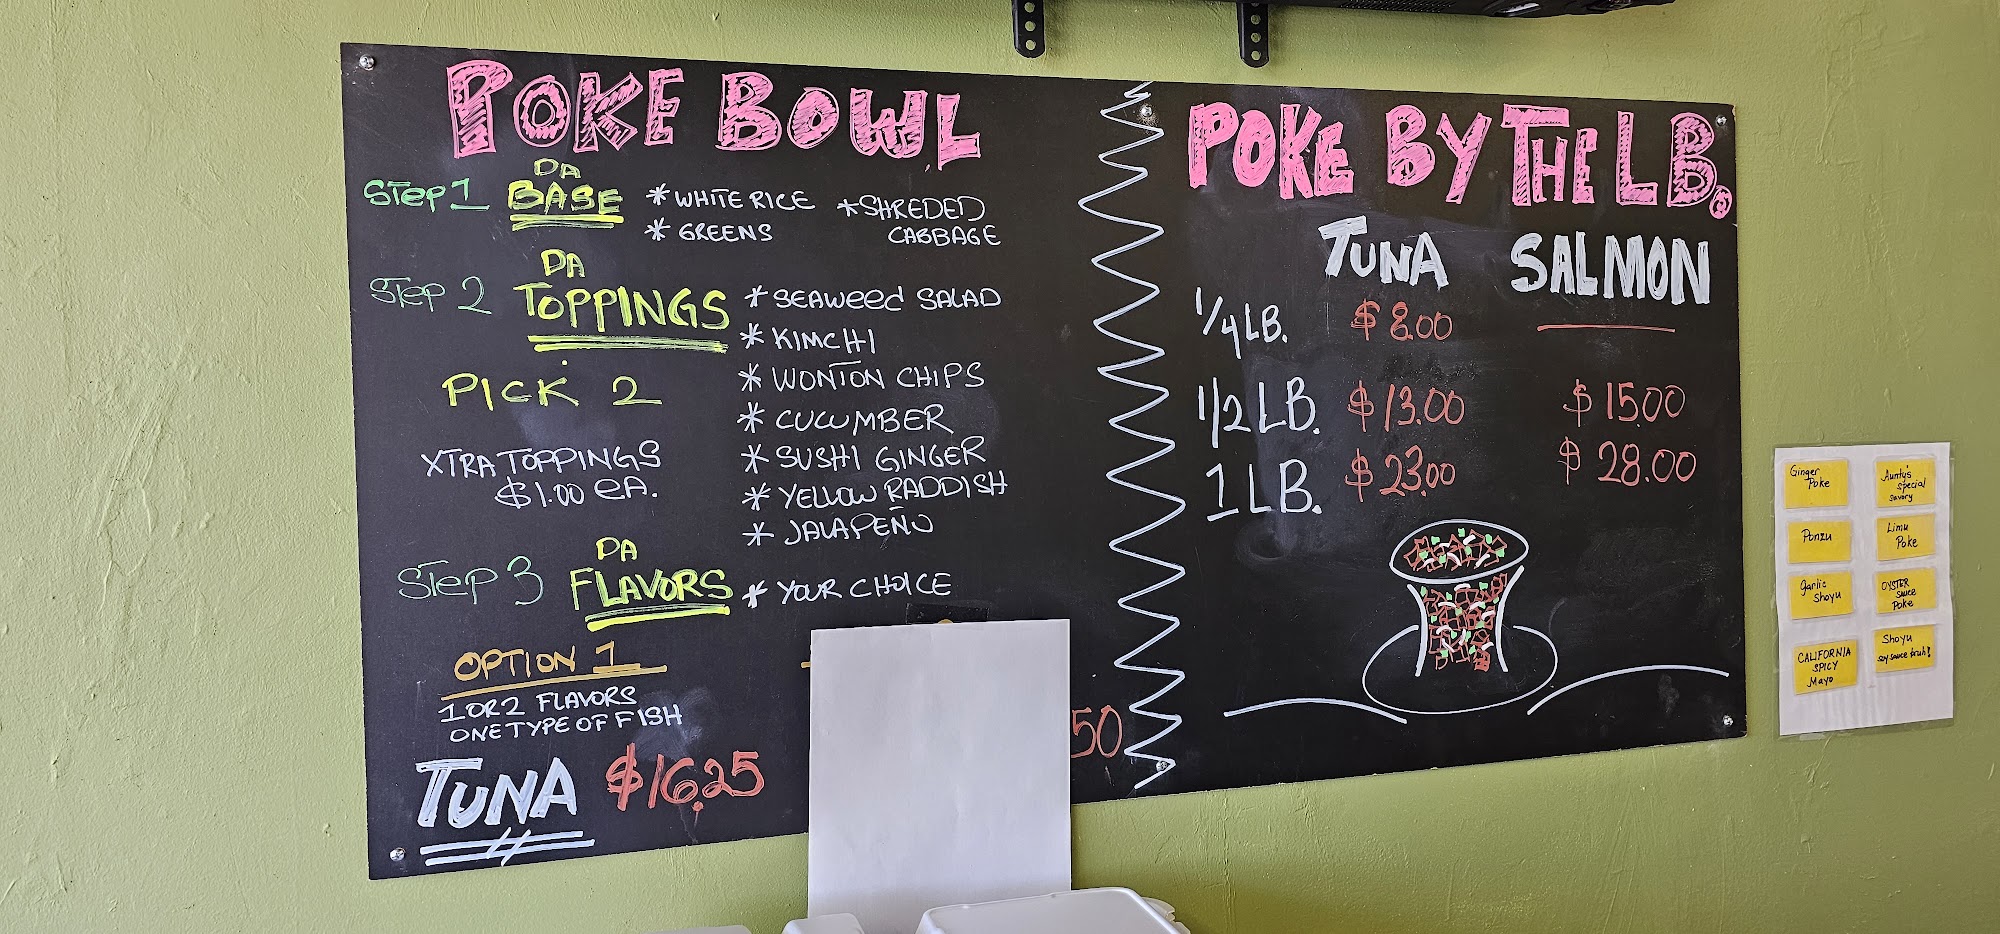 POKE BOWL
STEP 1 DA BASE
* WHITE RICE * SHREDED CABBAGE
* GREENS
STEP 2 DA TOPPINGS
PICK 2
XTRA TOPPINGS
$1.00 EA.
* SEAWEED SALAD
* KIMCHI
* WONTON CHIPS
* CUCUMBER
* SUSHI GINGER
* YELLOW RADDISH
* JALAPEÑO
STEP 3 DA FLAVORS
* YOUR CHOICE
OPTION 1
1 OR 2 FLAVORS
ONE TYPE OF FISH
TUNA $16.25
50
POKE BY THE LB.
TUNA SALMON
1/4 LB. $8.00
1/2 LB. $13.00 $15.00
1 LB. $23.00 $28.00
Ginger
Poke
Aunty's
special
savory
Ponzu
Limu
Poke
Garlic
Shoyu
OYSTER
sauce
Poke
CALIFORNIA
SPICY
Mayo
Shoyu